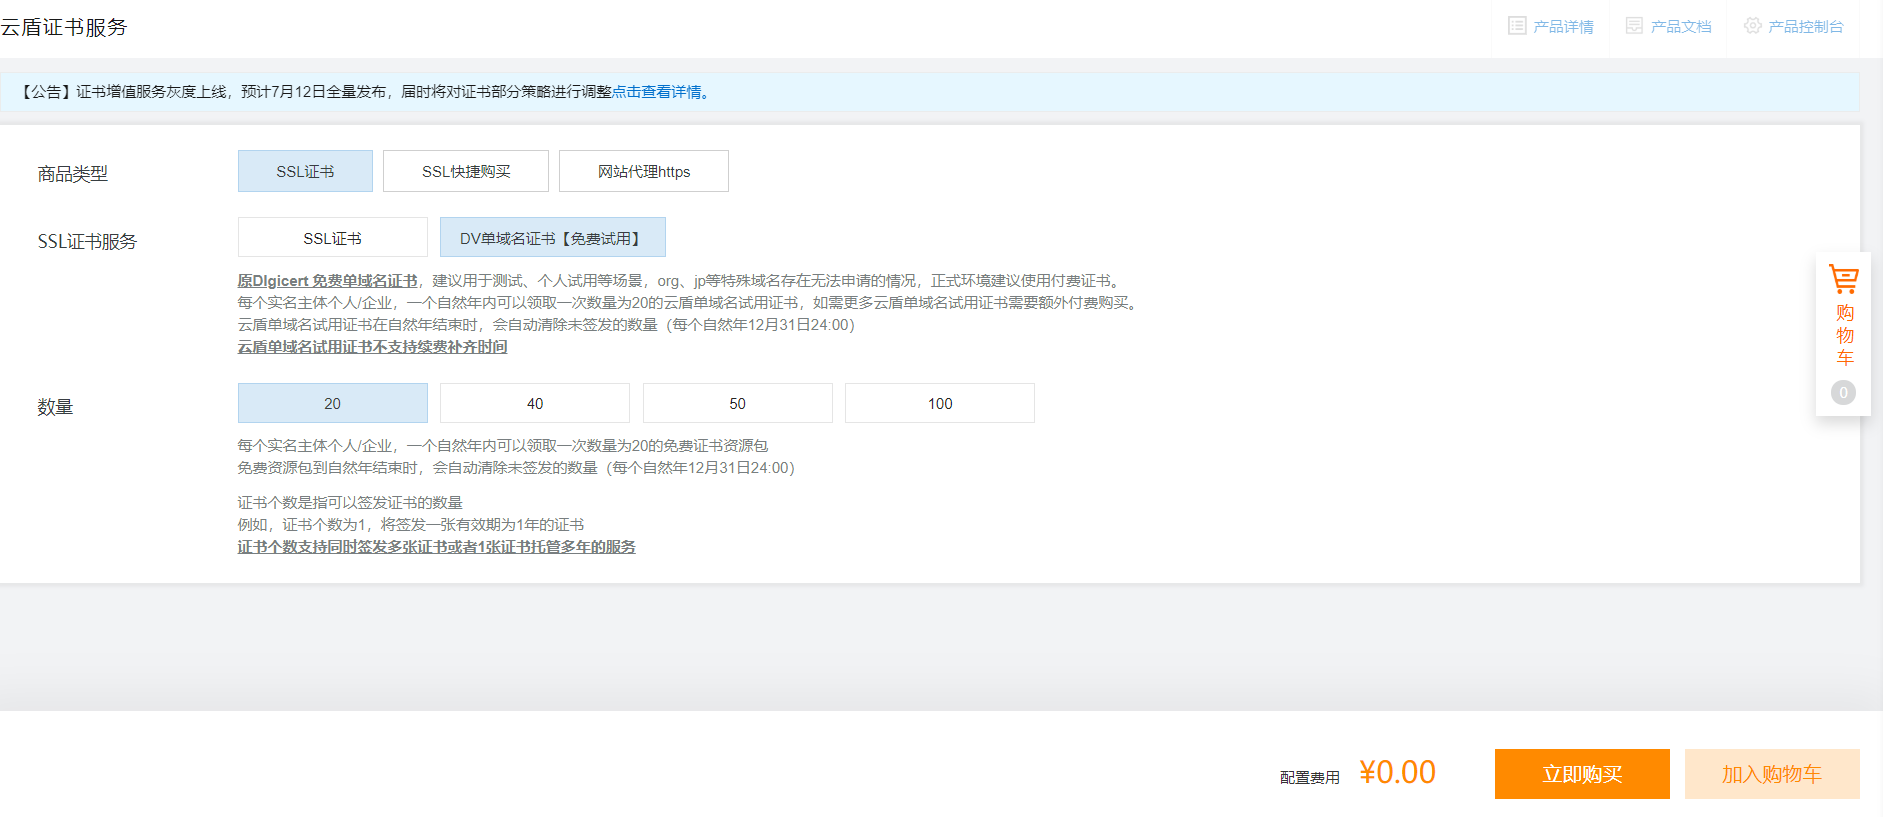 云盾证书服务
产品详情 产品文档 产品控制台
【公告】证书增值服务灰度上线，预计7月12日全量发布，届时将对证书部分策略进行调整点击查看详情。
商品类型 SSL证书 SSL快捷购买 网站代理https
SSL证书服务 SSL证书 DV单域名证书【免费试用】
原DIgicert 免费单域名证书，建议用于测试、个人试用等场景，org、jp等特殊域名存在无法申请的情况，正式环境建议使用付费证书。
每个实名主体个人/企业，一个自然年内可以领取一次数量为20的云盾单域名试用证书，如需更多云盾单域名试用证书需要额外付费购买。
云盾单域名试用证书在自然年结束时，会自动清除未签发的数量（每个自然年12月31日24:00）
云盾单域名试用证书不支持续费补齐时间
数量 20 40 50 100
每个实名主体个人/企业，一个自然年内可以领取一次数量为20的免费证书资源包
免费资源包到自然年结束时，会自动清除未签发的数量（每个自然年12月31日24:00）
证书个数是指可以签发证书的数量
例如，证书个数为1，将签发一张有效期为1年的证书
证书个数支持同时签发多张证书或者1张证书托管多年的服务
购物车
0
配置费用 ¥0.00 立即购买 加入购物车